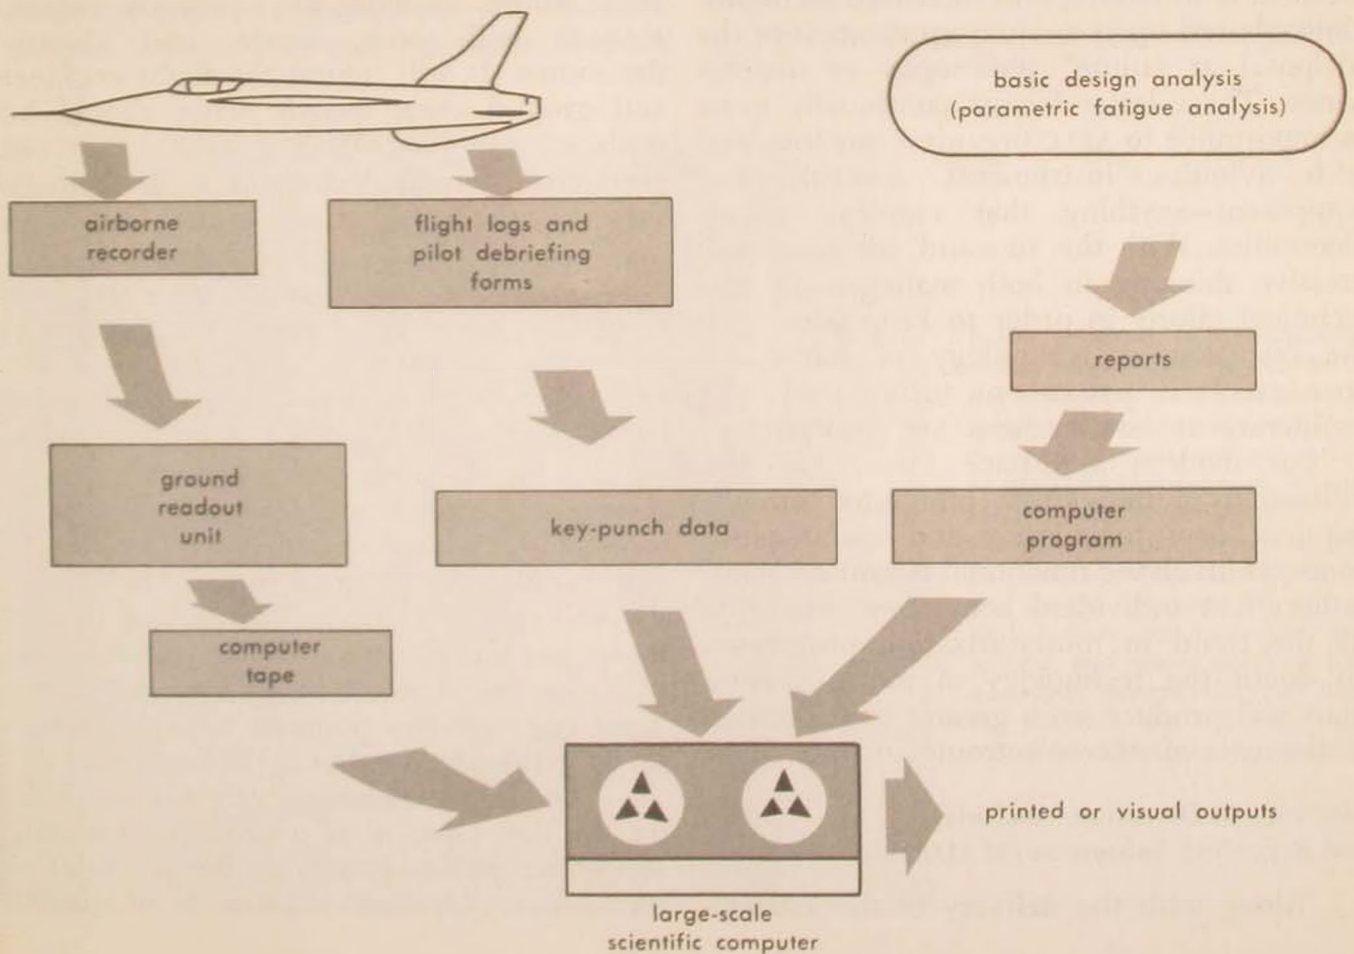 basic design analysis
(parametric fatigue analysis)
airborne
recorder
flight logs and
pilot debriefing
forms
reports
ground
readout
unit
key-punch data
computer
program
computer
tape
printed or visual outputs
large-scale
scientific computer